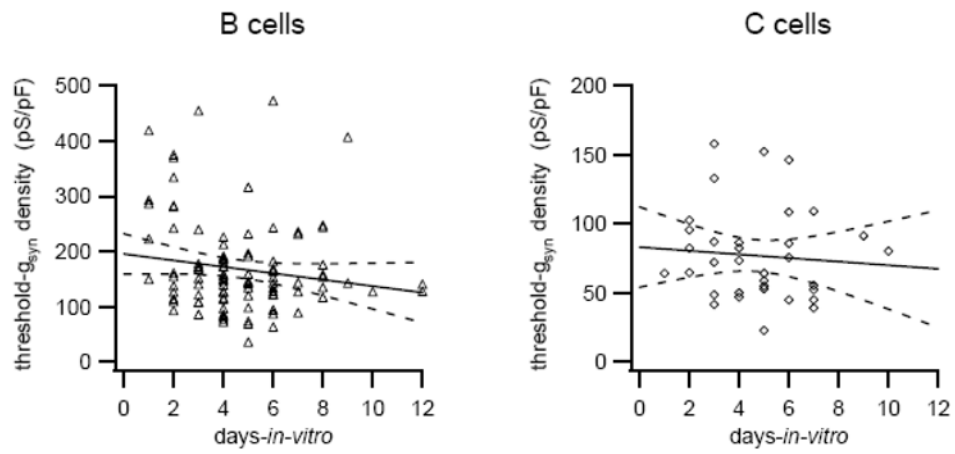 B cells
threshold-gsyn density (pS/pF)
500
400
300
200
100
0
0 2 4 6 8 10 12
days-in-vitro
C cells
threshold-gsyn density (pS/pF)
200
150
100
50
0
0 2 4 6 8 10 12
days-in-vitro